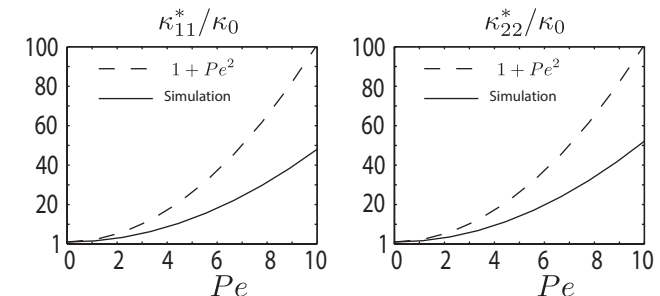 κ*₁₁/κ₀
100
80
60
40
20
1
1 + Pe²
Simulation
0 2 4 6 8 10
Pe
κ*₂₂/κ₀
100
80
60
40
20
1
1 + Pe²
Simulation
0 2 4 6 8 10
Pe